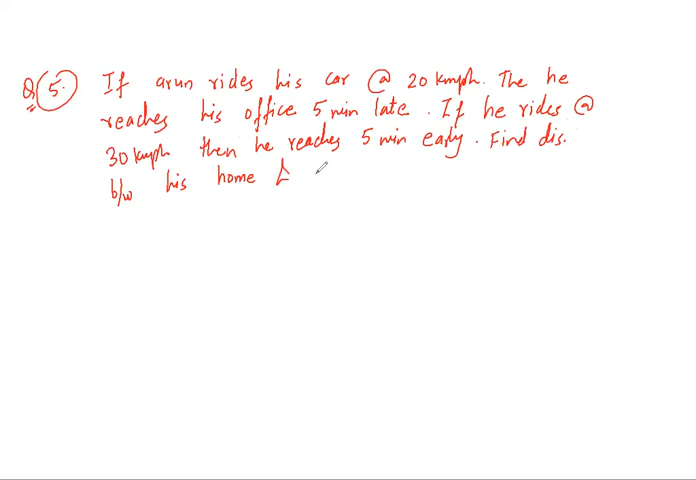 Q 5. If arun rides his car @ 20 kmph. The he
reaches his office 5 min late. If he rides @
30 kmph then he reaches 5 min early. Find dis.
b/w his home &